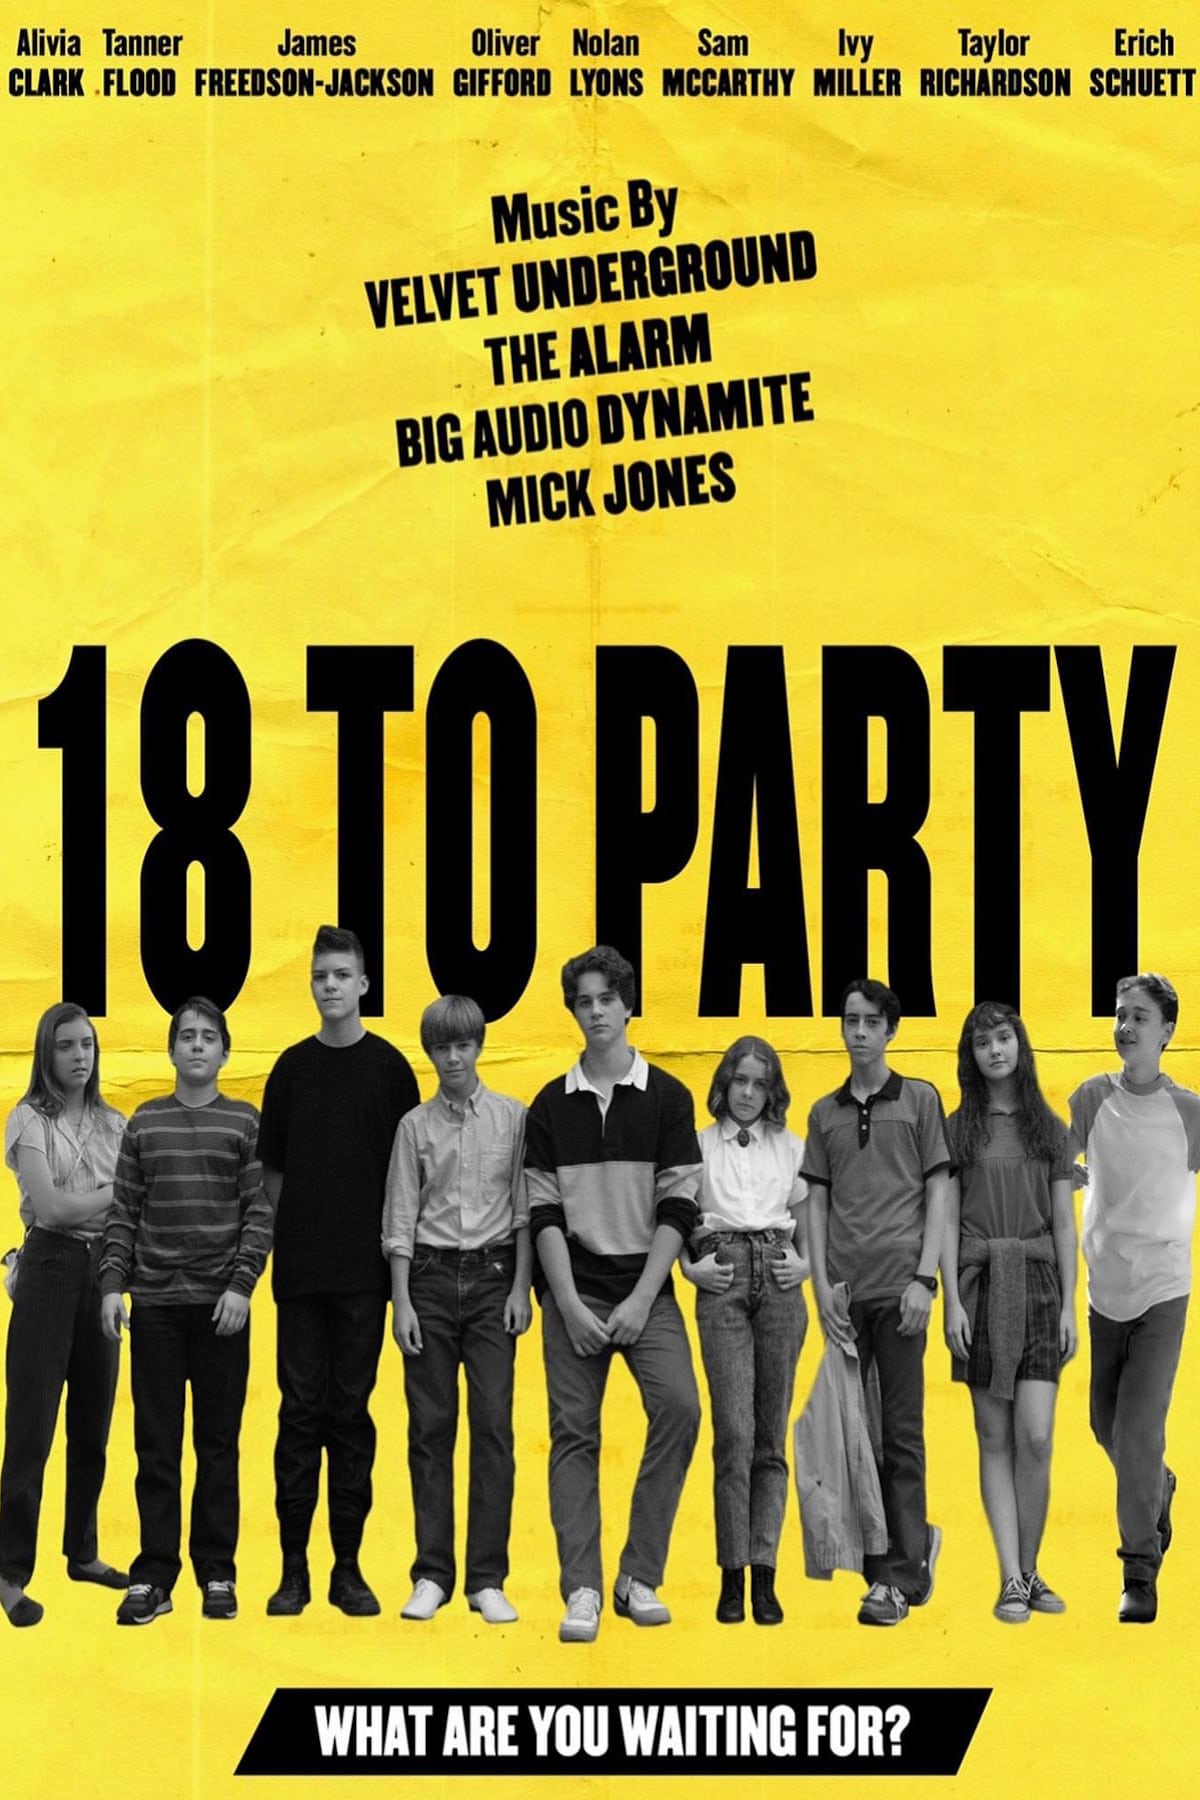 Alivia Tanner James Oliver Nolan Sam Ivy Taylor Erich
CLARK FLOOD FREEDSON-JACKSON GIFFORD LYONS MCCARTHY MILLER RICHARDSON SCHUETT
Music By
VELVET UNDERGROUND
THE ALARM
BIG AUDIO DYNAMITE
MICK JONES
18 TO PARTY
WHAT ARE YOU WAITING FOR?